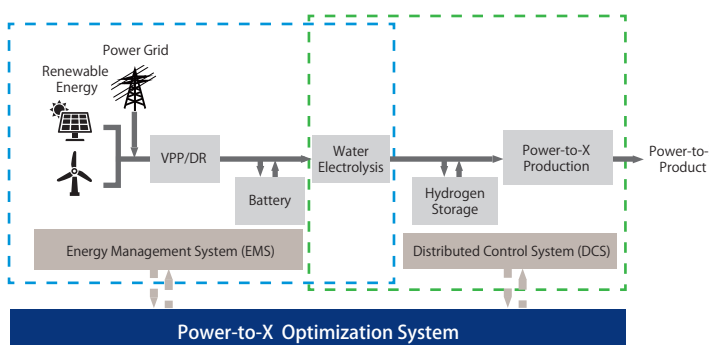 Power Grid
Renewable
Energy
VPP/DR
Water
Electrolysis
Power-to-X
Production
Power-to-
Product
Battery
Hydrogen
Storage
Energy Management System (EMS)
Distributed Control System (DCS)
Power-to-X Optimization System